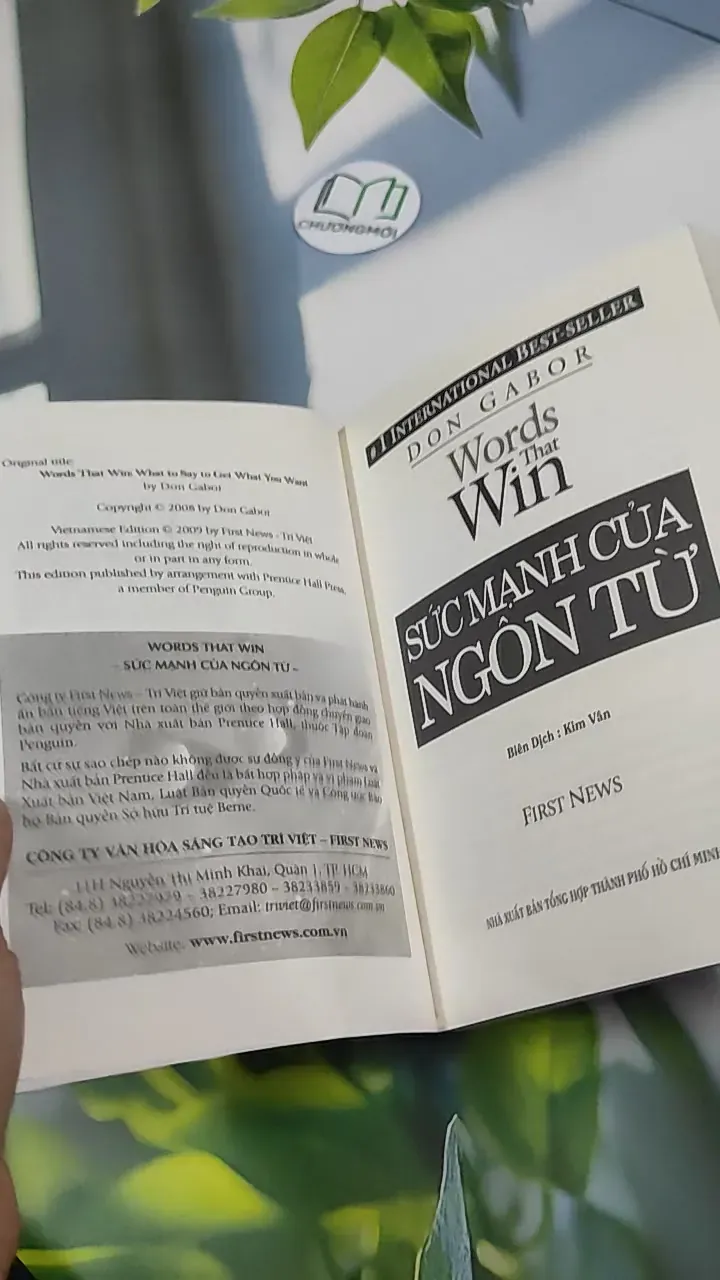 CHUONGMOI
Original title:
Words That Win: What to Say to Get What You Want
by Don Gabor
Copyright © 2008 by Don Gabor
Vietnamese Edition © 2009 by First News - Trí Việt
All rights reserved including the right of reproduction in whole
or in part in any form.
This edition published by arrangement with Prentice Hall Press,
a member of Penguin Group.
WORDS THAT WIN
– SỨC MẠNH CỦA NGÔN TỪ –
Công ty First News – Trí Việt giữ bản quyền xuất bản và phát hành
ấn bản tiếng Việt trên toàn thế giới theo hợp đồng chuyển giao
bản quyền với Nhà xuất bản Prentice Hall, thuộc Tập đoàn
Penguin.
Bất cứ sự sao chép nào không được sự đồng ý của First News và
Nhà xuất bản Prentice Hall đều là bất hợp pháp và vi phạm Luật
Xuất bản Việt Nam, Luật Bản quyền Quốc tế và Công ước Bảo
hộ Bản quyền Sở hữu Trí tuệ Berne.
CÔNG TY VĂN HÓA SÁNG TẠO TRÍ VIỆT – FIRST NEWS
11H Nguyễn Thị Minh Khai, Quận 1, TP. HCM
Tel: (84.8) 38227979 - 38227980 - 38233859 - 38233860
Fax: (84.8) 38224560; Email: triviet@firstnews.com.vn
Website: www.firstnews.com.vn
#1 INTERNATIONAL BEST-SELLER
DON GABOR
Words
That
Win
SỨC MẠNH CỦA
NGÔN TỪ
Biên Dịch : Kim Vân
FIRST NEWS
NHÀ XUẤT BẢN TỔNG HỢP THÀNH PHỐ HỒ CHÍ MINH